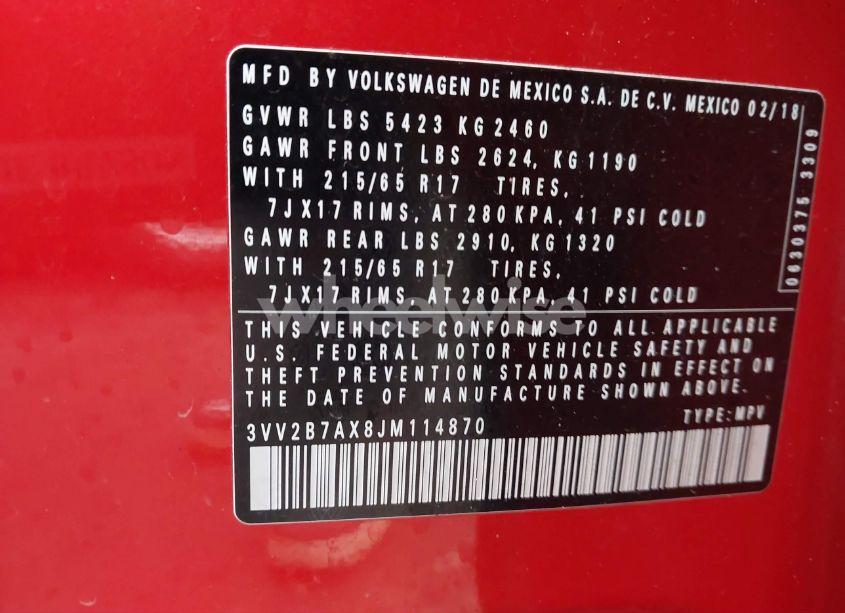 MFD BY VOLKSWAGEN DE MEXICO S.A. DE C.V. MEXICO 02/18
GVWR LBS 5423 KG 2460
GAWR FRONT LBS 2624, KG 1190
WITH 215/65 R17 TIRES,
7JX17 RIMS, AT 280 KPA, 41 PSI COLD
GAWR REAR LBS 2910, KG 1320
WITH 215/65 R17 TIRES,
7JX17 RIMS, AT 280 KPA, 41 PSI COLD
THIS VEHICLE CONFORMS TO ALL APPLICABLE
U.S. FEDERAL MOTOR VEHICLE SAFETY AND
THEFT PREVENTION STANDARDS IN EFFECT ON
THE DATE OF MANUFACTURE SHOWN ABOVE.
3VV2B7AX8JM114870 TYPE: MPV
0630375 3309
wheelwise